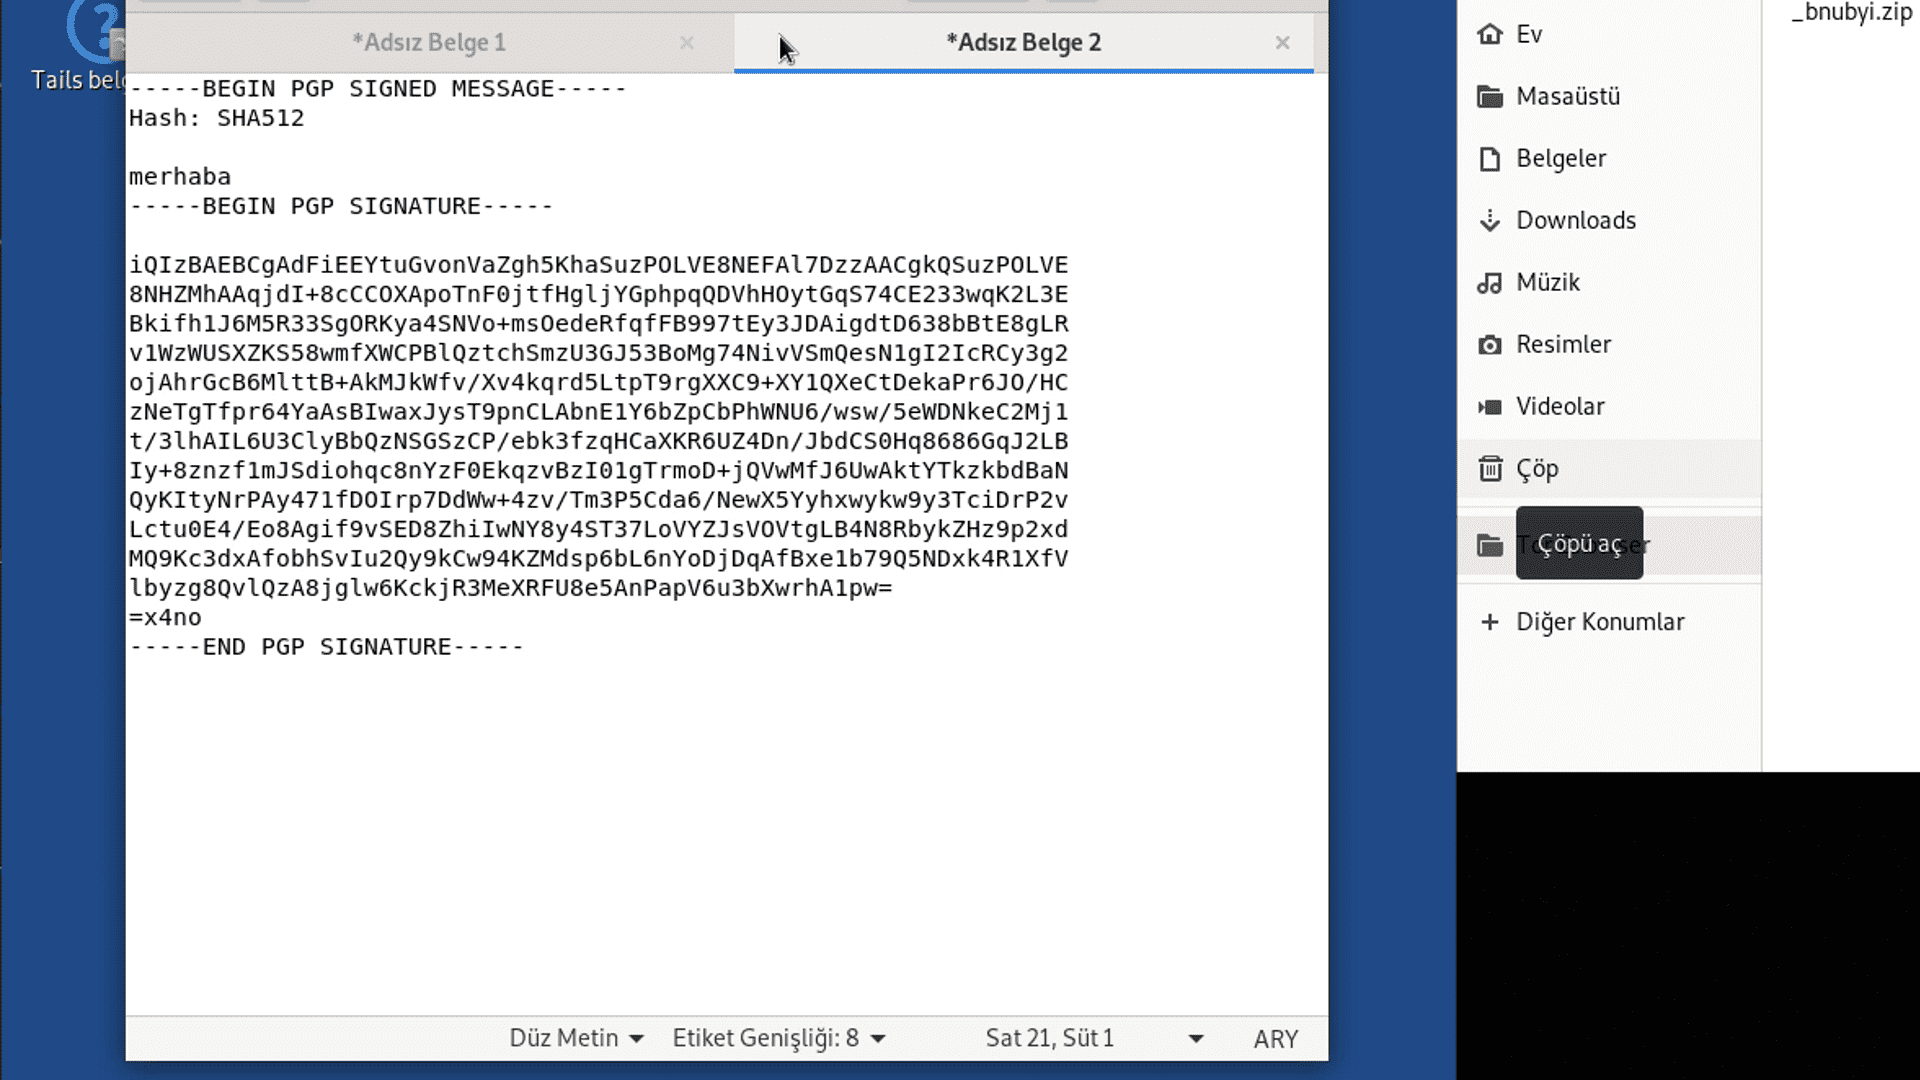 *Adsız Belge 1
*Adsız Belge 2
Tails
-----BEGIN PGP SIGNED MESSAGE-----
Hash: SHA512
merhaba
-----BEGIN PGP SIGNATURE-----
iQIzBAEBCgAdFiEEYtuGvonVaZgh5KhaSuzPOLVE8NEFAl7DzzAACgkQSuzPOLVE
8NHZMhAAqjdI+8cCCOXApoTnF0jtfHgljYGphpqQDVhHOytGqS74CE233wqK2L3E
Bkifh1J6M5R33SgORKya4SNVo+msOedeRfqfFB997tEy3JDAigdtD638bBtE8gLR
v1WzWUSXZKS58wmfXWCPBlQztchSmzU3GJ53BoMg74NivVSmQesN1gI2IcRCy3g2
ojAhrGcB6MlttB+AkMJkWfv/Xv4kqrd5LtpT9rgXXC9+XY1QXeCtDekaPr6JO/HC
zNeTgTfpr64YaAsBIwaxJysT9pnCLAbnE1Y6bZpCbPhWNU6/wsw/5eWDNkeC2Mj1
t/3lhAIL6U3ClyBbQzNSGSzCP/ebk3fzqHCaXKR6UZ4Dn/JbdCS0Hq8686GqJ2LB
Iy+8znzf1mJSdiohqc8nYzF0EkqzvBzI01gTrmoD+jQVwMfJ6UwAktYTkzkbdBaN
QyKItyNrPAy471fDOIrp7DdWw+4zv/Tm3P5Cda6/NewX5Yyhxwykw9y3TciDrP2v
Lctu0E4/Eo8Agif9vSED8ZhiIwNY8y4ST37LoVYZJsVOVtgLB4N8RbykZHz9p2xd
MQ9Kc3dxAfobhSvIu2Qy9kCw94KZMdsp6bL6nYoDjDqAfBxe1b79Q5NDxk4R1XfV
lbyzg8QvlQzA8jglw6KckjR3MeXRFU8e5AnPapV6u3bXwrhA1pw=
=x4no
-----END PGP SIGNATURE-----
Düz Metin
Etiket Genişliği: 8
Sat 21, Süt 1
ARY
_bnubyi.zip
Ev
Masaüstü
Belgeler
Downloads
Müzik
Resimler
Videolar
Çöp
Çöpü aç
Diğer Konumlar